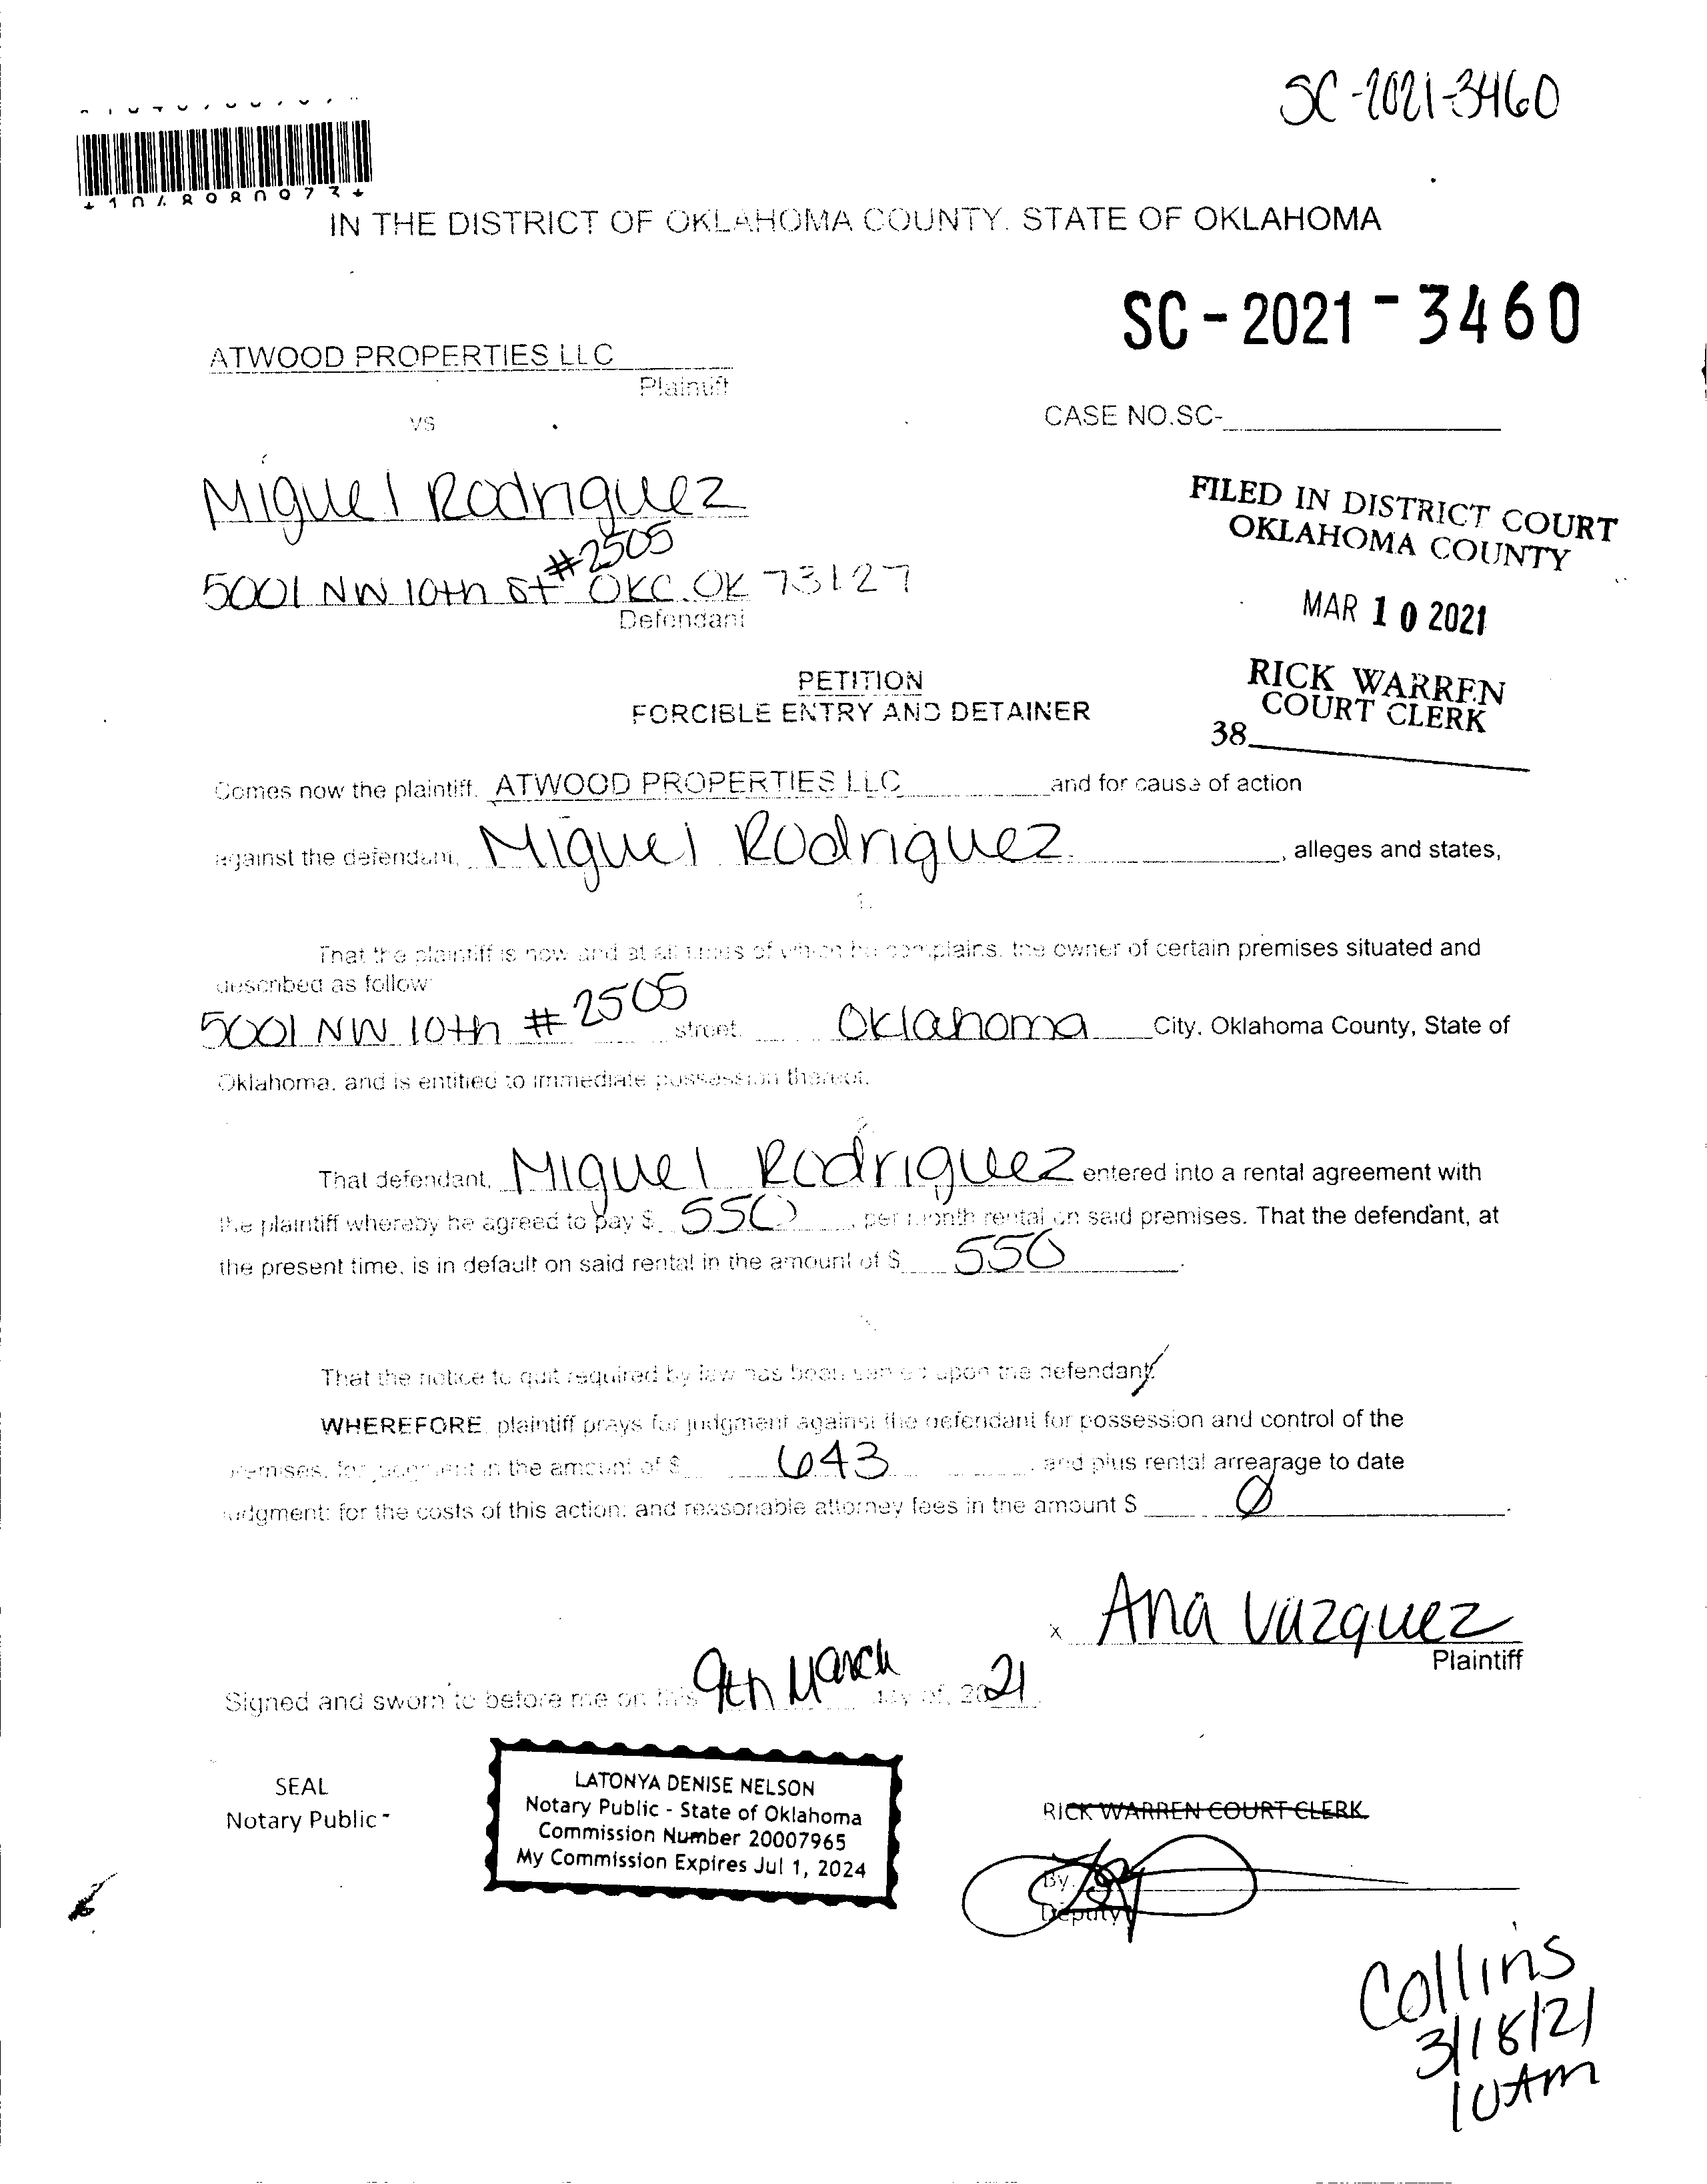 SC-2021-3460
IN THE DISTRICT OF OKLAHOMA COUNTY. STATE OF OKLAHOMA
SC-2021-3460
ATWOOD PROPERTIES LLC
Plaintiff
vs
CASE NO.SC-
Miguel Rodriguez
#2505
5001 NW 10th St OKC. OK 73127
Defendant
FILED IN DISTRICT COURT
OKLAHOMA COUNTY
MAR 10 2021
RICK WARREN
COURT CLERK
38
PETITION
FORCIBLE ENTRY AND DETAINER
Comes now the plaintiff, ATWOOD PROPERTIES LLC and for cause of action
against the defendant, Miguel Rodriguez, alleges and states,
1.
That the plaintiff is now and at all times of which he complains, the owner of certain premises situated and
described as follow:
5001 NW 10th #2505 street, Oklahoma City, Oklahoma County, State of
Oklahoma, and is entitled to immediate possession thereof.
2
That defendant, Miguel Rodriguez entered into a rental agreement with
the plaintiff whereby he agreed to pay $ 550, per month rental on said premises. That the defendant, at
the present time, is in default on said rental in the amount of $ 550.
That the notice to quit required by law has been served upon the defendant.
WHEREFORE plaintiff prays for judgment against the defendant for possession and control of the
premises, for judgment in the amount of $ 643, and plus rental arrearage to date
judgment; for the costs of this action; and reasonable attorney fees in the amount $ 0.
x Ana Vazquez
Plaintiff
Signed and sworn to before me on this 9th March day of, 2021.
SEAL
Notary Public -
LATONYA DENISE NELSON
Notary Public - State of Oklahoma
Commission Number 20007965
My Commission Expires Jul 1, 2024
RICK WARREN COURT CLERK
By.
Deputy
Collins
3/18/21
10AM